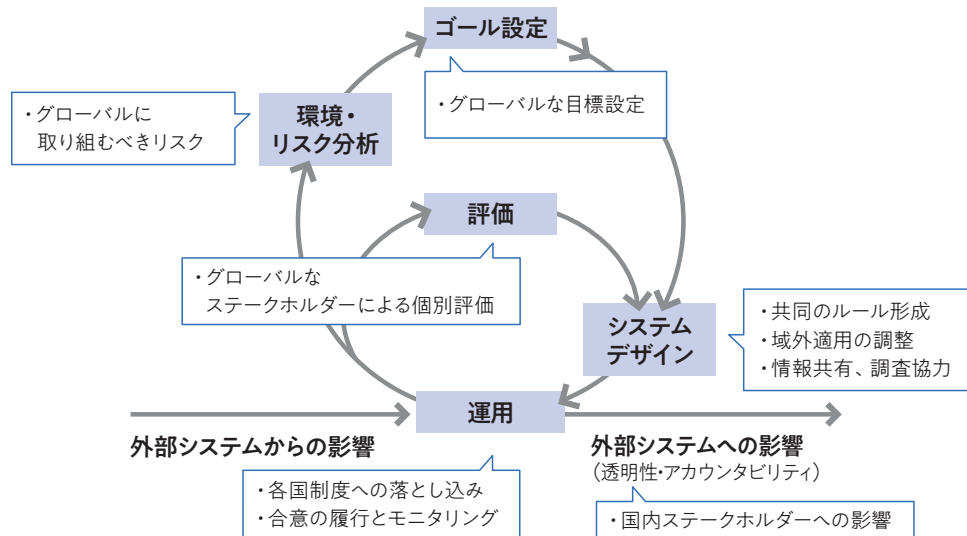 ゴール設定
・グローバルな目標設定
・グローバルに
取り組むべきリスク
環境・
リスク分析
評価
・グローバルな
ステークホルダーによる個別評価
システム
デザイン
・共同のルール形成
・域外適用の調整
・情報共有、調査協力
運用
外部システムからの影響
外部システムへの影響
（透明性・アカウンタビリティ）
・各国制度への落とし込み
・合意の履行とモニタリング
・国内ステークホルダーへの影響